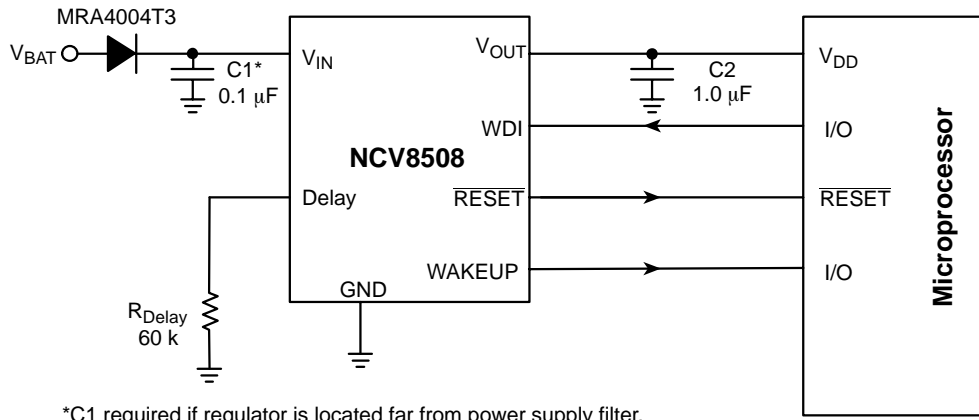 MRA4004T3
VBAT
VIN
C1*
0.1 μF
VOUT
C2
1.0 μF
VDD
WDI
I/O
NCV8508
Delay
RESET
RESET
WAKEUP
I/O
GND
RDelay
60 k
Microprocessor
*C1 required if regulator is located far from power supply filter.